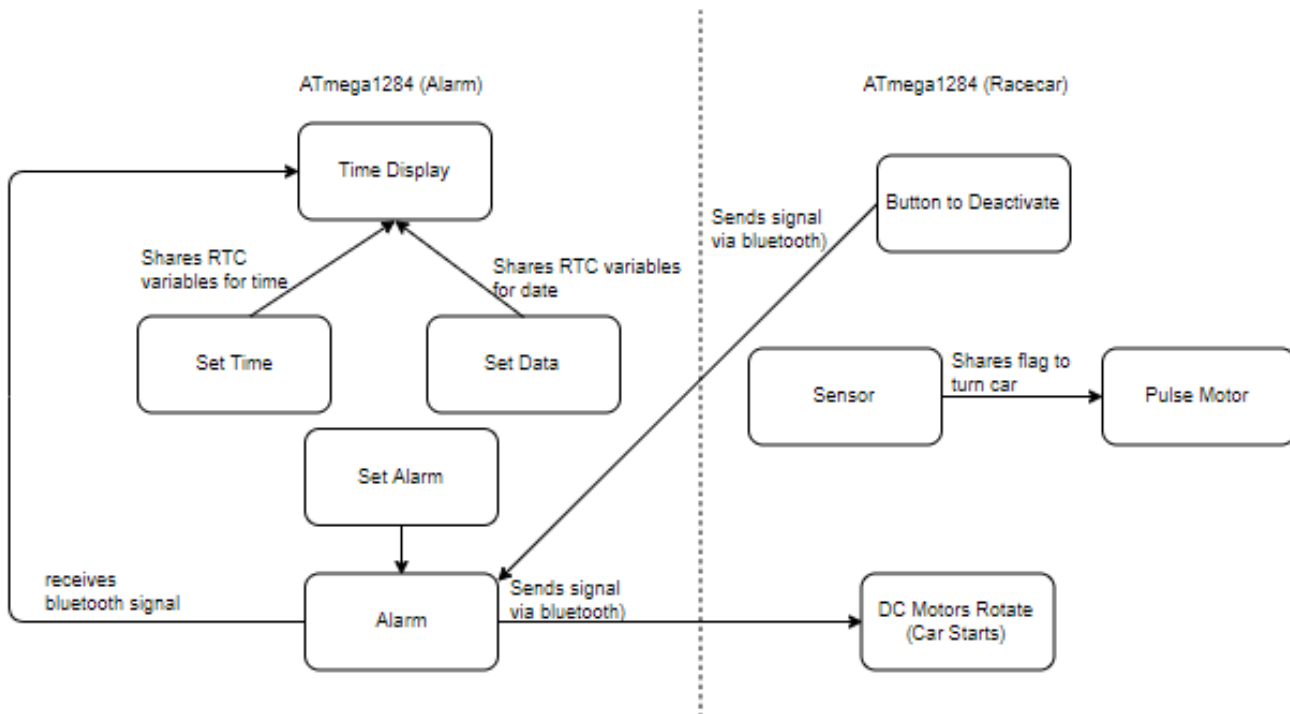 ATmega1284 (Alarm)
ATmega1284 (Racecar)
Time Display
Button to Deactivate
Sends signal
via bluetooth)
Shares RTC
variables for time
Shares RTC variables
for date
Set Time
Set Data
Sensor
Shares flag to
turn car
Pulse Motor
Set Alarm
receives
bluetooth signal
Alarm
Sends signal
via bluetooth)
DC Motors Rotate
(Car Starts)